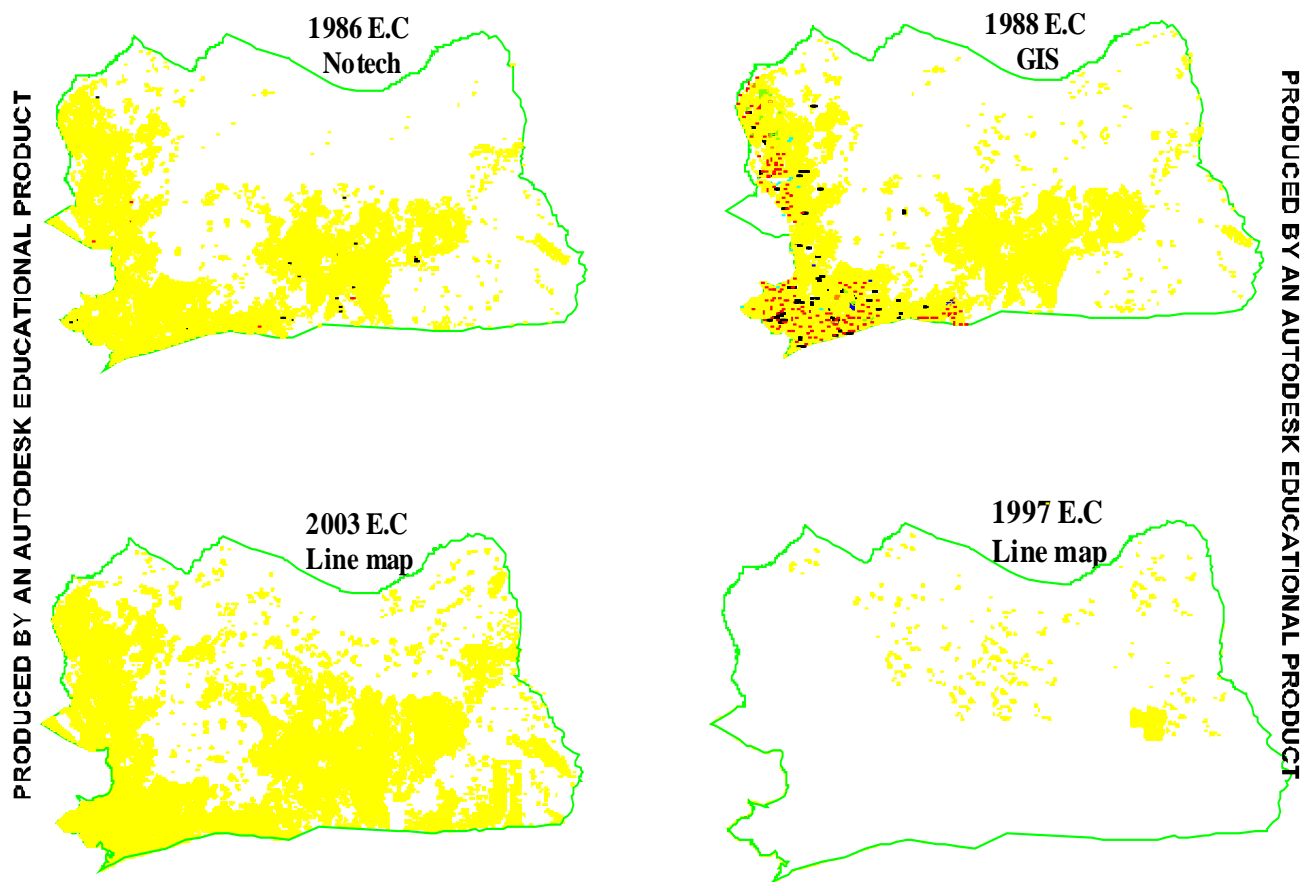 1986 E.C
Notech
1988 E.C
GIS
2003 E.C
Line map
1997 E.C
Line map
PRODUCED BY AN AUTODESK EDUCATIONAL PRODUCT
PRODUCED BY AN AUTODESK EDUCATIONAL PRODUCT